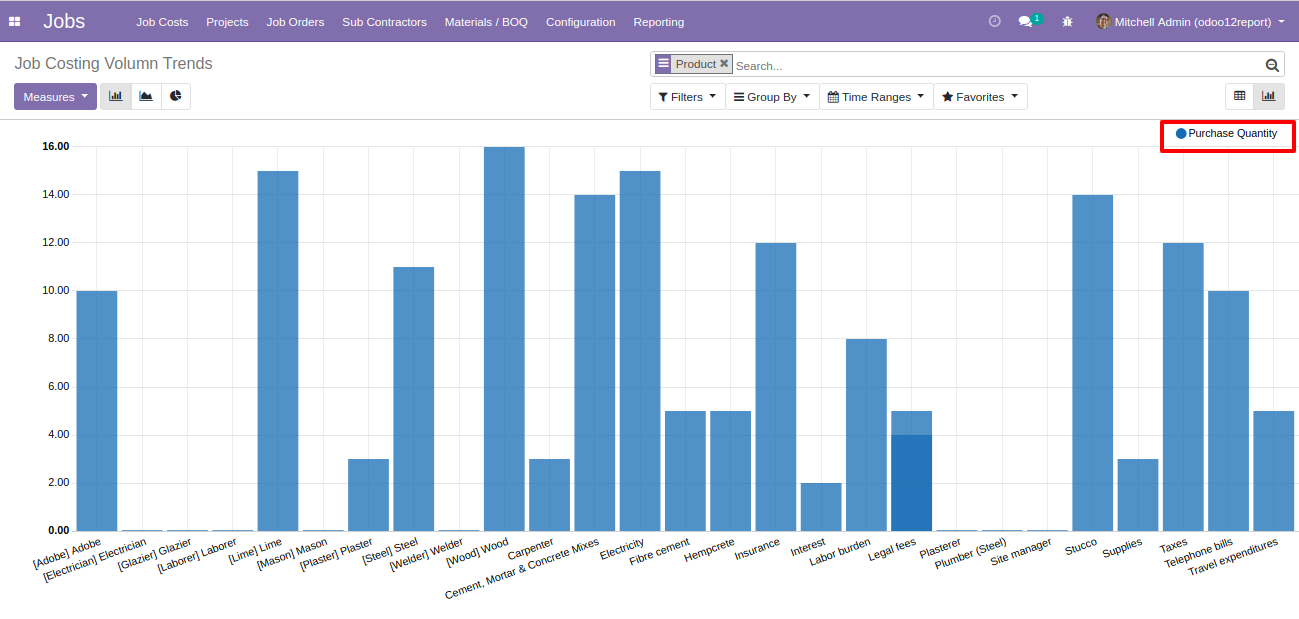 Jobs Job Costs Projects Job Orders Sub Contractors Materials / BOQ Configuration Reporting 1 Mitchell Admin (odoo12report)
Job Costing Volumn Trends
Product Search...
Measures Filters Group By Time Ranges Favorites
Purchase Quantity
16.00
14.00
12.00
10.00
8.00
6.00
4.00
2.00
0.00
[Adobe] Adobe
[Electrician] Electrician
[Glazier] Glazier
[Laborer] Laborer
[Lime] Lime
[Mason] Mason
[Plaster] Plaster
[Steel] Steel
[Welder] Welder
[Wood] Wood
Carpenter
Cement, Mortar & Concrete Mixes
Electricity
Fibre cement
Hempcrete
Insurance
Interest
Labor burden
Legal fees
Plasterer
Plumber (Steel)
Site manager
Stucco
Supplies
Taxes
Telephone bills
Travel expenditures